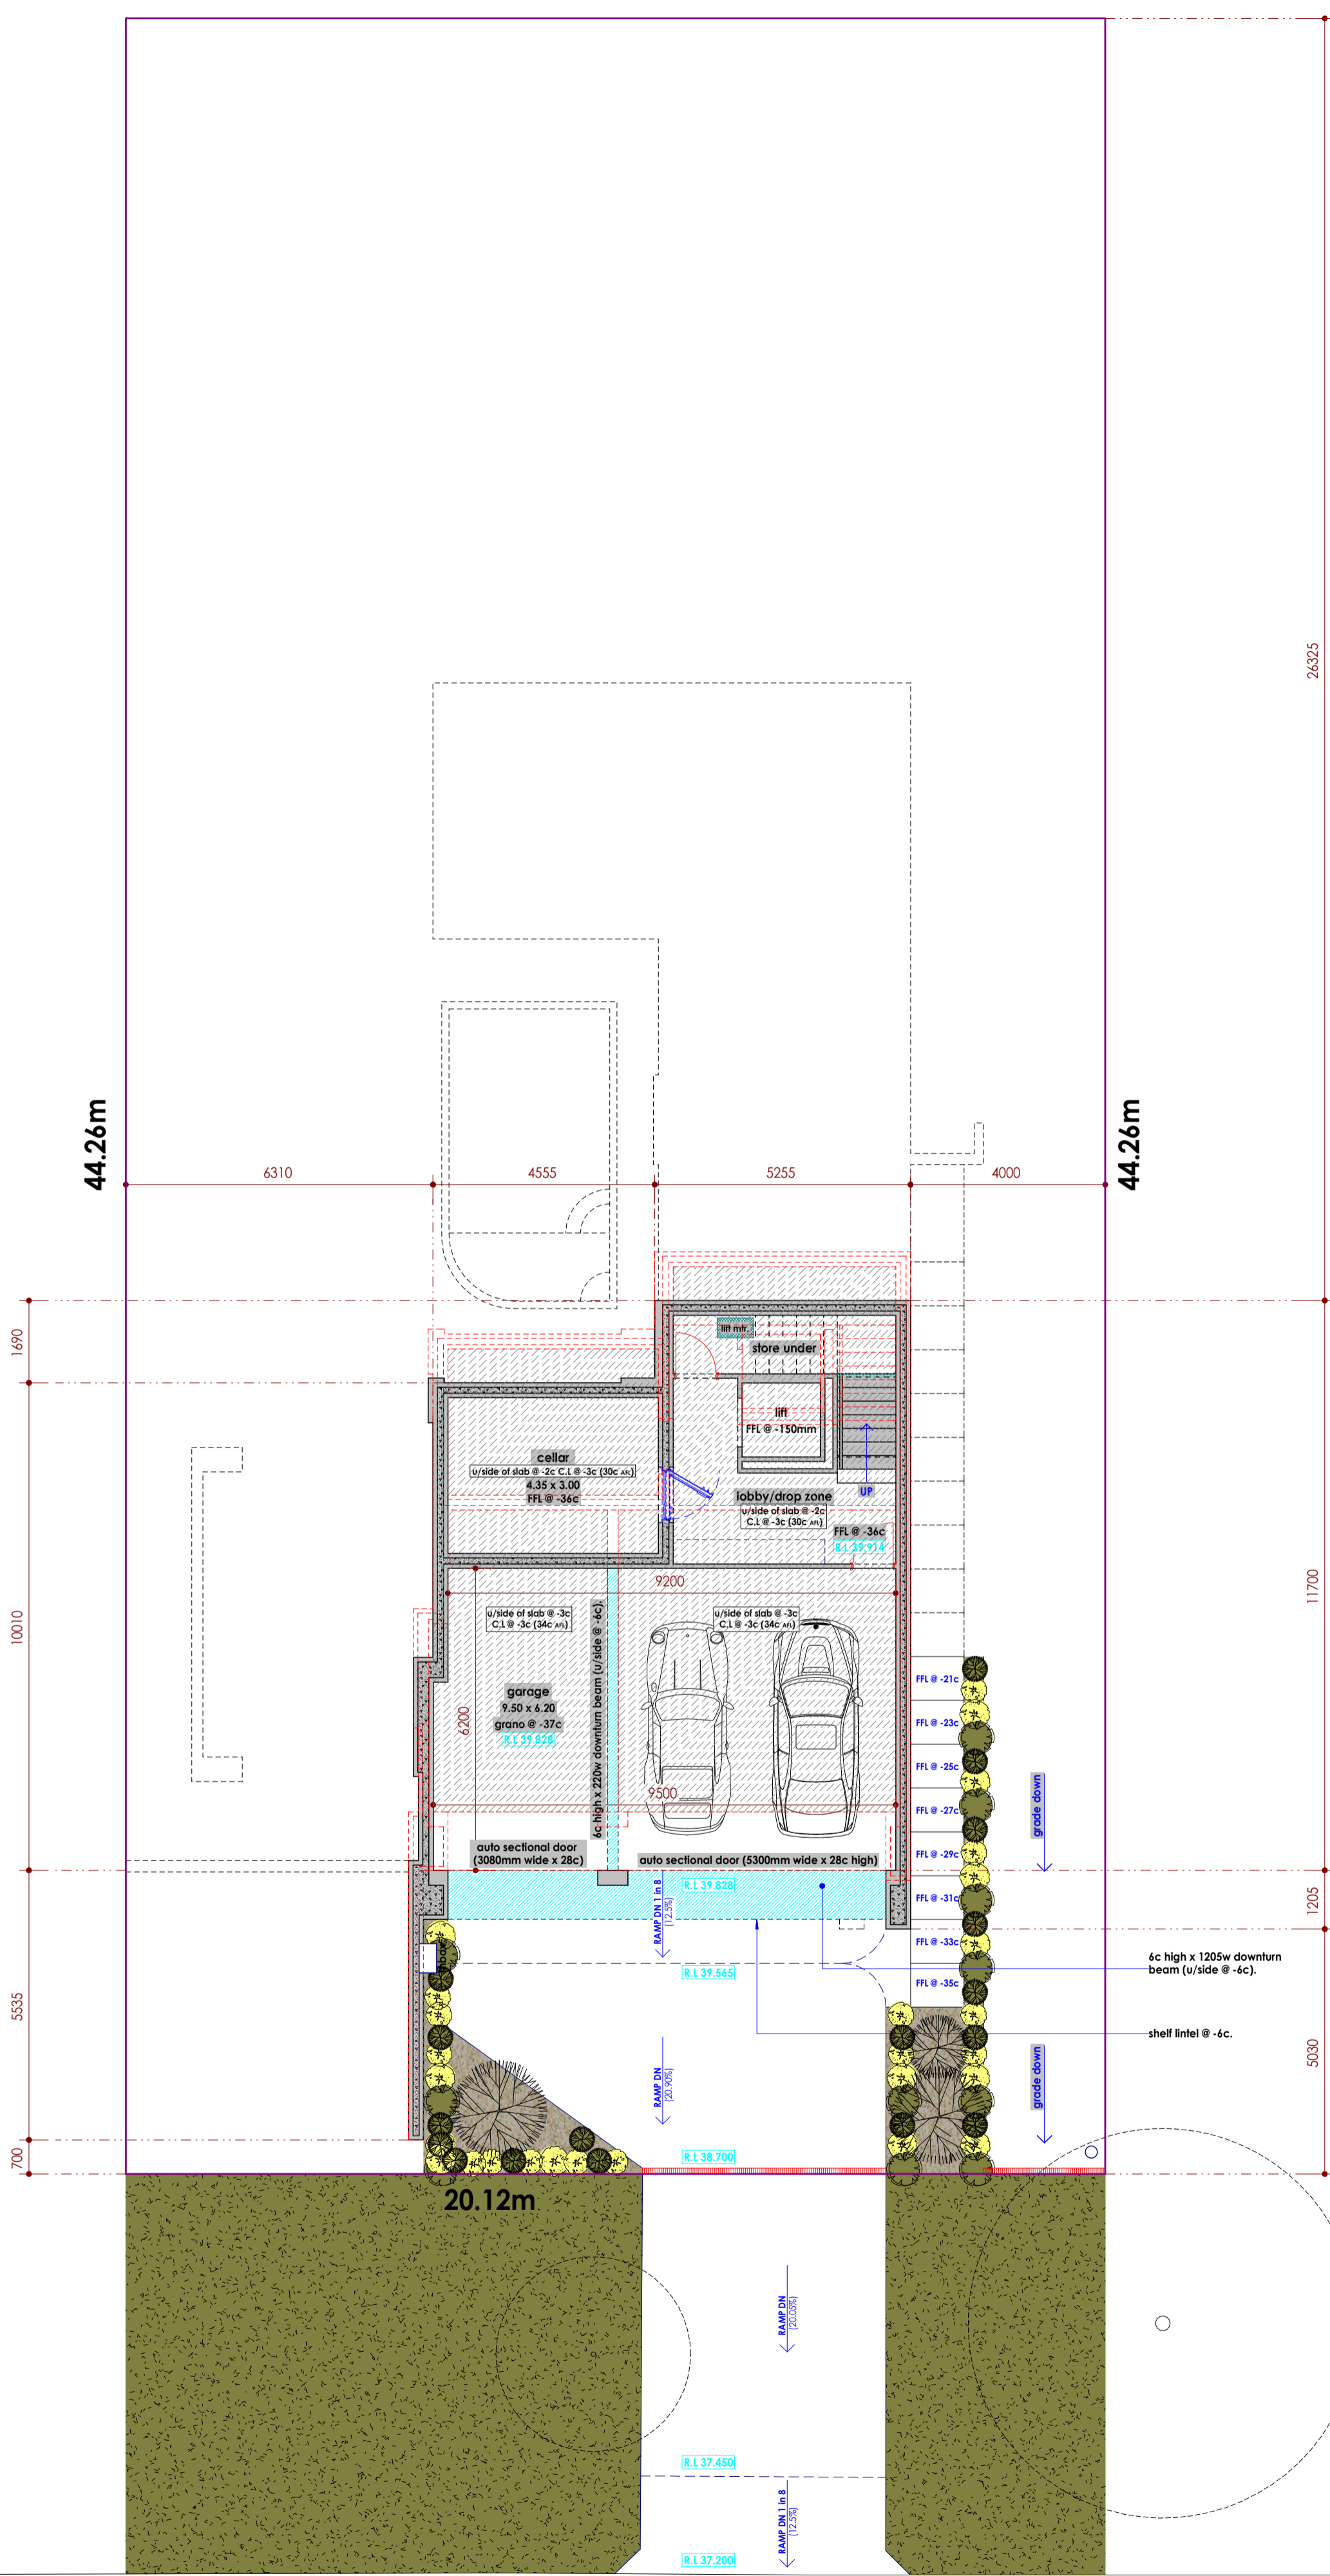 26325
44.26m
44.26m
6310
4555
5255
4000
1690
lift mtr.
store under
lift
FFL @ -150mm
cellar
u/side of slab @ -2c C.L @ -3c (30c AFL)
4.35 x 3.00
FFL @ -36c
lobby/drop zone
u/side of slab @ -2c
C.L @ -3c (30c AFL)
UP
FFL @ -36c
R.L 39.914
11700
10010
9200
u/side of slab @ -3c
C.L @ -3c (34c AFL)
u/side of slab @ -3c
C.L @ -3c (34c AFL)
6c high x 220w downturn beam (u/side @ -6c).
garage
9.50 x 6.20
grano @ -37c
R.L 39.828
6200
9500
FFL @ -21c
FFL @ -23c
FFL @ -25c
FFL @ -27c
FFL @ -29c
FFL @ -31c
FFL @ -33c
FFL @ -35c
grade down
auto sectional door
(3080mm wide x 28c)
auto sectional door (5300mm wide x 28c high)
R.L 39.828
RAMP DN 1 in 8
(12.5%)
1205
R.L 39.565
6c high x 1205w downturn
beam (u/side @ -6c).
shelf lintel @ -6c.
5535
5030
RAMP DN
(20.90%)
grade down
R.L 38.700
700
20.12m
RAMP DN
(20.05%)
R.L 37.450
RAMP DN 1 in 8
(12.5%)
R.L 37.200